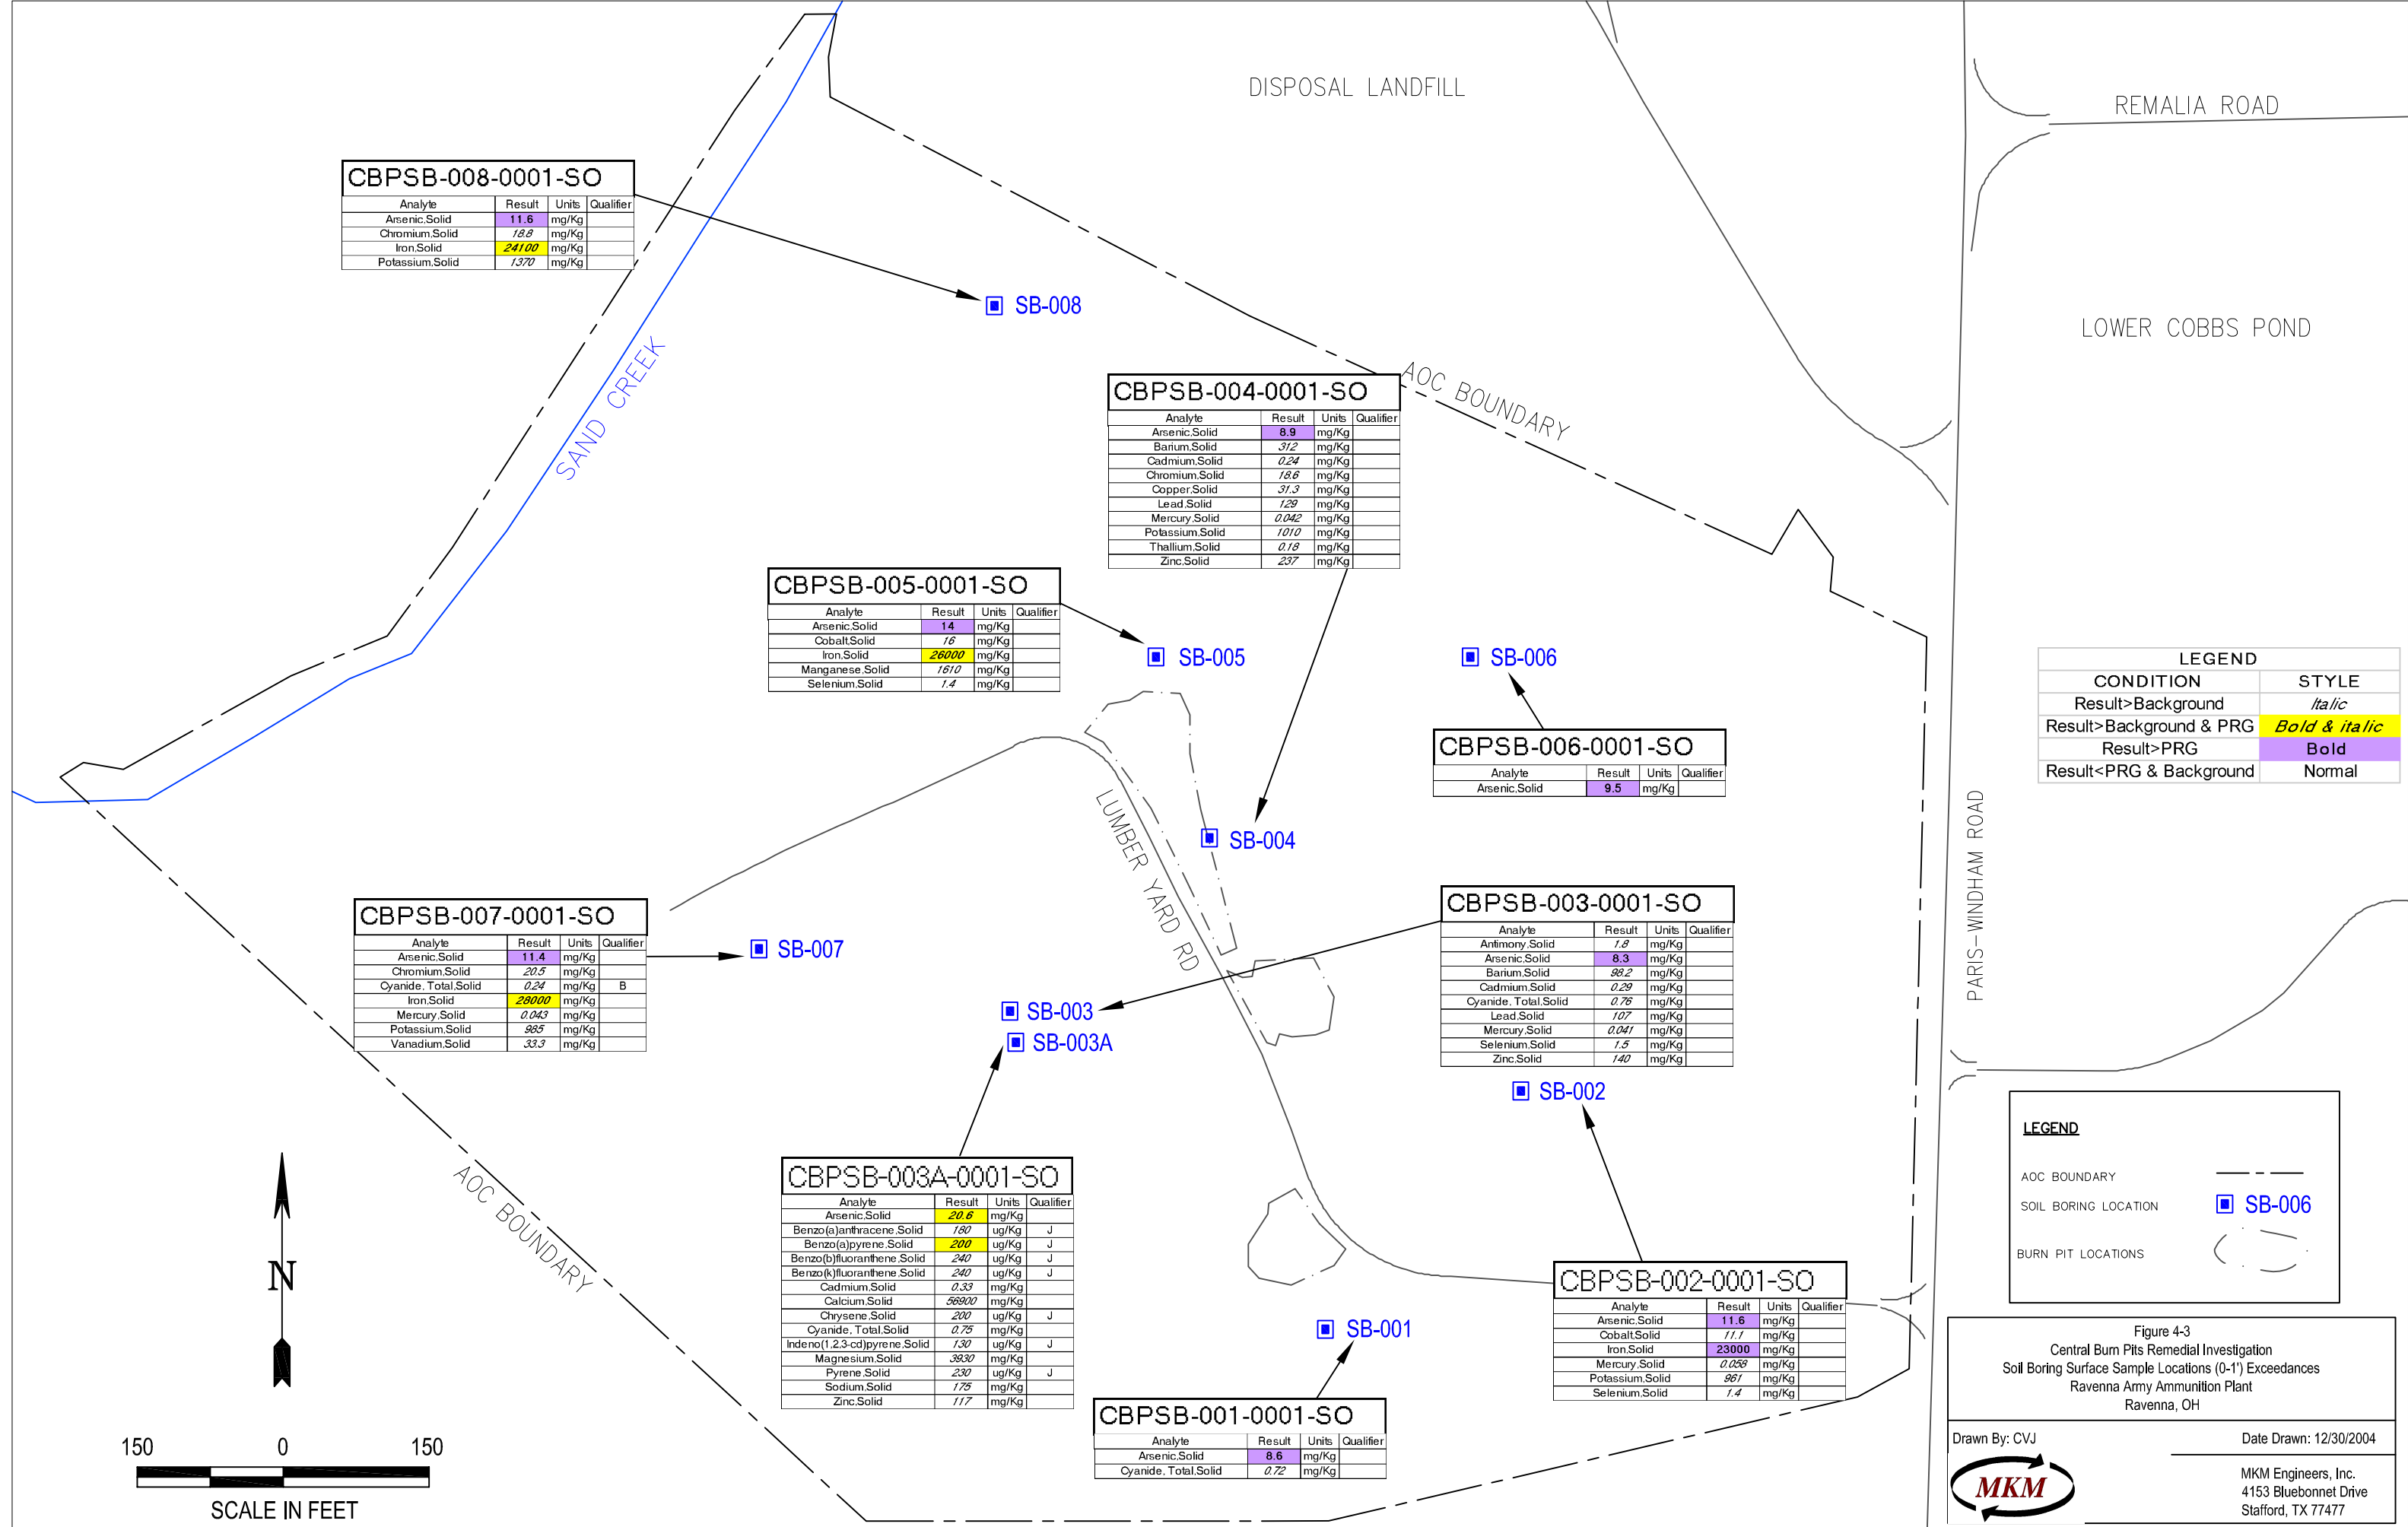 DISPOSAL LANDFILL
REMALIA ROAD
LOWER COBBS POND
SAND CREEK
AOC BOUNDARY
CBPSB-008-0001-SO
Analyte Result Units Qualifier
Arsenic,Solid 11.6 mg/Kg
Chromium,Solid 18.8 mg/Kg
Iron,Solid 24100 mg/Kg
Potassium,Solid 1370 mg/Kg
SB-008
CBPSB-004-0001-SO
Analyte Result Units Qualifier
Arsenic,Solid 8.9 mg/Kg
Barium,Solid 312 mg/Kg
Cadmium,Solid 0.24 mg/Kg
Chromium,Solid 18.6 mg/Kg
Copper,Solid 31.3 mg/Kg
Lead,Solid 129 mg/Kg
Mercury,Solid 0.042 mg/Kg
Potassium,Solid 1010 mg/Kg
Thallium,Solid 0.18 mg/Kg
Zinc,Solid 237 mg/Kg
CBPSB-005-0001-SO
Analyte Result Units Qualifier
Arsenic,Solid 14 mg/Kg
Cobalt,Solid 16 mg/Kg
Iron,Solid 26000 mg/Kg
Manganese,Solid 1610 mg/Kg
Selenium,Solid 1.4 mg/Kg
SB-005
SB-006
CBPSB-006-0001-SO
Analyte Result Units Qualifier
Arsenic,Solid 9.5 mg/Kg
LEGEND
CONDITION STYLE
Result>Background Italic
Result>Background & PRG Bold & italic
Result>PRG Bold
Result<PRG & Background Normal
SB-004
LUMBER YARD RD
PARIS-WINDHAM ROAD
CBPSB-007-0001-SO
Analyte Result Units Qualifier
Arsenic,Solid 11.4 mg/Kg
Chromium,Solid 20.5 mg/Kg
Cyanide, Total,Solid 0.24 mg/Kg B
Iron,Solid 28000 mg/Kg
Mercury,Solid 0.043 mg/Kg
Potassium,Solid 985 mg/Kg
Vanadium,Solid 33.3 mg/Kg
SB-007
CBPSB-003-0001-SO
Analyte Result Units Qualifier
Antimony,Solid 1.8 mg/Kg
Arsenic,Solid 8.3 mg/Kg
Barium,Solid 98.2 mg/Kg
Cadmium,Solid 0.29 mg/Kg
Cyanide, Total,Solid 0.76 mg/Kg
Lead,Solid 107 mg/Kg
Mercury,Solid 0.041 mg/Kg
Selenium,Solid 1.5 mg/Kg
Zinc,Solid 140 mg/Kg
SB-003
SB-003A
SB-002
AOC BOUNDARY
CBPSB-003A-0001-SO
Analyte Result Units Qualifier
Arsenic,Solid 20.6 mg/Kg
Benzo(a)anthracene,Solid 180 ug/Kg J
Benzo(a)pyrene,Solid 200 ug/Kg J
Benzo(b)fluoranthene,Solid 240 ug/Kg J
Benzo(k)fluoranthene,Solid 240 ug/Kg J
Cadmium,Solid 0.33 mg/Kg
Calcium,Solid 56900 mg/Kg
Chrysene,Solid 200 ug/Kg J
Cyanide, Total,Solid 0.75 mg/Kg
Indeno(1,2,3-cd)pyrene,Solid 130 ug/Kg J
Magnesium,Solid 3930 mg/Kg
Pyrene,Solid 230 ug/Kg J
Sodium,Solid 175 mg/Kg
Zinc,Solid 117 mg/Kg
SB-001
CBPSB-001-0001-SO
Analyte Result Units Qualifier
Arsenic,Solid 8.6 mg/Kg
Cyanide, Total,Solid 0.72 mg/Kg
CBPSB-002-0001-SO
Analyte Result Units Qualifier
Arsenic,Solid 11.6 mg/Kg
Cobalt,Solid 11.1 mg/Kg
Iron,Solid 23000 mg/Kg
Mercury,Solid 0.058 mg/Kg
Potassium,Solid 961 mg/Kg
Selenium,Solid 1.4 mg/Kg
LEGEND
AOC BOUNDARY
SOIL BORING LOCATION SB-006
BURN PIT LOCATIONS
N
150 0 150
SCALE IN FEET
Figure 4-3
Central Burn Pits Remedial Investigation
Soil Boring Surface Sample Locations (0-1') Exceedances
Ravenna Army Ammunition Plant
Ravenna, OH
Drawn By: CVJ
Date Drawn: 12/30/2004
MKM
MKM Engineers, Inc.
4153 Bluebonnet Drive
Stafford, TX 77477